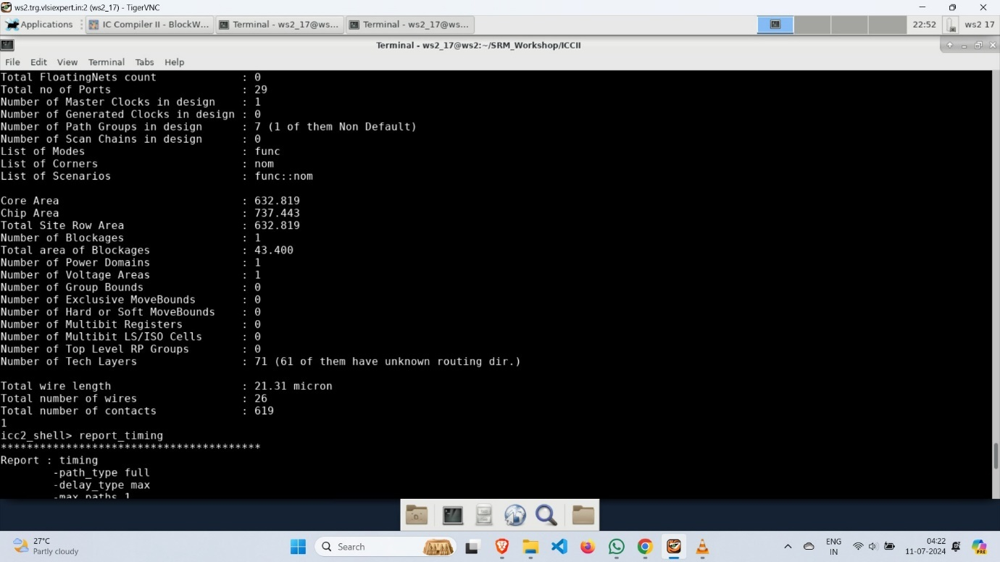 ws2.trg.vlsiexpert.in:2 (ws2_17) - TigerVNC
Applications
IC Compiler II - BlockW...
Terminal - ws2_17@ws...
Terminal - ws2_17@ws...
22:52
ws2 17
Terminal - ws2_17@ws2:~/SRM_Workshop/ICCII
File Edit View Terminal Tabs Help
Total FloatingNets count : 0
Total no of Ports : 29
Number of Master Clocks in design : 1
Number of Generated Clocks in design : 0
Number of Path Groups in design : 7 (1 of them Non Default)
Number of Scan Chains in design : 0
List of Modes : func
List of Corners : nom
List of Scenarios : func::nom
Core Area : 632.819
Chip Area : 737.443
Total Site Row Area : 632.819
Number of Blockages : 1
Total area of Blockages : 43.400
Number of Power Domains : 1
Number of Voltage Areas : 1
Number of Group Bounds : 0
Number of Exclusive MoveBounds : 0
Number of Hard or Soft MoveBounds : 0
Number of Multibit Registers : 0
Number of Multibit LS/ISO Cells : 0
Number of Top Level RP Groups : 0
Number of Tech Layers : 71 (61 of them have unknown routing dir.)
Total wire length : 21.31 micron
Total number of wires : 26
Total number of contacts : 619
1
icc2_shell> report_timing
****************************************
Report : timing
-path_type full
-delay_type max
-max_paths 1
27°C
Partly cloudy
Search
ENG
IN
04:22
11-07-2024
PRE